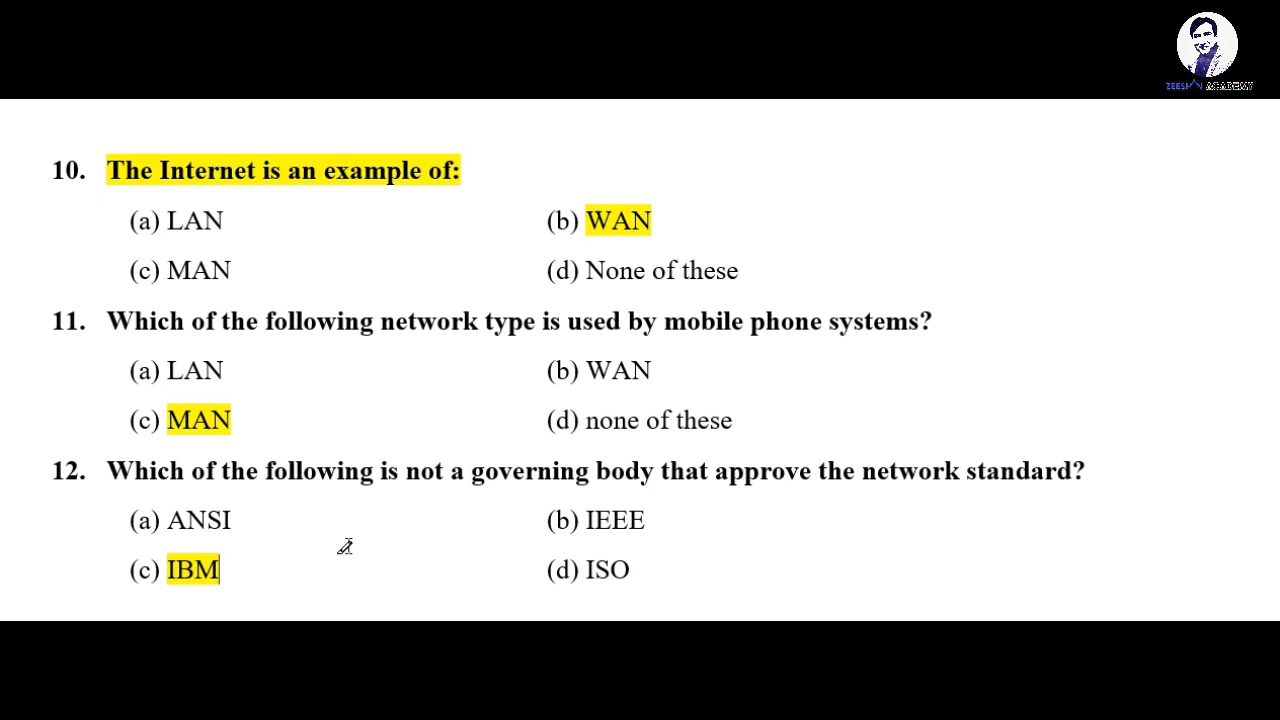 ZEESHAN ACADEMY
10. The Internet is an example of:
(a) LAN (b) WAN
(c) MAN (d) None of these
11. Which of the following network type is used by mobile phone systems?
(a) LAN (b) WAN
(c) MAN (d) none of these
12. Which of the following is not a governing body that approve the network standard?
(a) ANSI (b) IEEE
(c) IBM (d) ISO